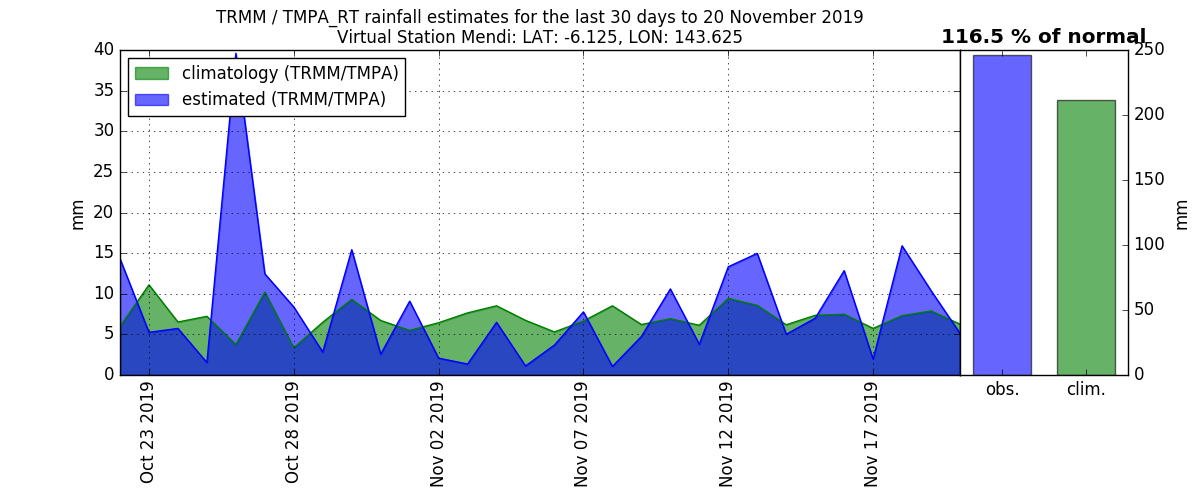 TRMM / TMPA_RT rainfall estimates for the last 30 days to 20 November 2019
Virtual Station Mendi: LAT: -6.125, LON: 143.625
116.5 % of normal
climatology (TRMM/TMPA)
estimated (TRMM/TMPA)
40
35
30
25
20
15
10
5
0
mm
250
200
150
100
50
0
mm
Oct 23 2019
Oct 28 2019
Nov 02 2019
Nov 07 2019
Nov 12 2019
Nov 17 2019
obs.
clim.